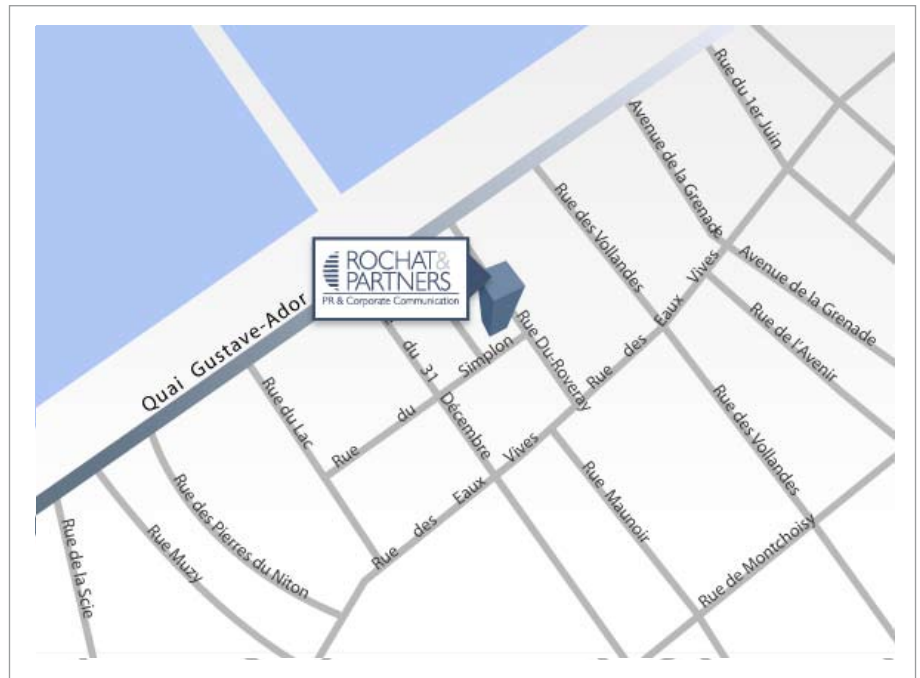 Rue du 1er Juin
Avenue de la Grenade
Rue des Vollandes
ROCHAT&
PARTNERS
PR & Corporate Communication
Quai Gustave-Ador
Avenue de la Grenade
Rue de l'Avenir
Rue Du-Roveray
Rue des Eaux Vives
du 31 Décembre
Rue du Simplon
Rue du Lac
Rue des Vollandes
Rue des Eaux Vives
Rue Maunoir
Rue des Pierres du Niton
Rue Muzy
Rue de la Scie
Rue de Montchoisy